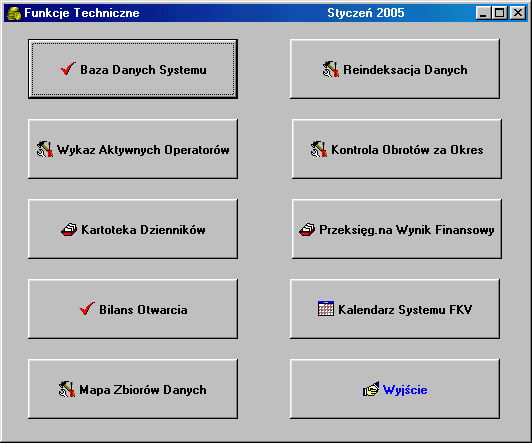 Funkcje Techniczne Styczeń 2005
Baza Danych Systemu
Reindeksacja Danych
Wykaz Aktywnych Operatorów
Kontrola Obrotów za Okres
Kartoteka Dzienników
Przeksięg.na Wynik Finansowy
Bilans Otwarcia
Kalendarz Systemu FKV
Mapa Zbiorów Danych
Wyjście